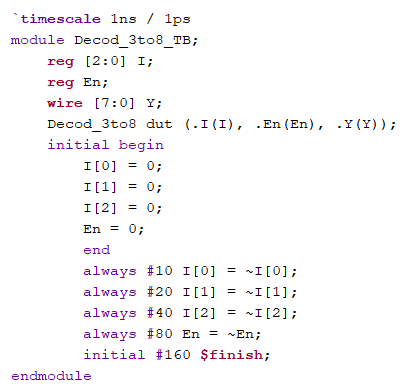 `timescale 1ns / 1ps
module Decod_3to8_TB;
    reg [2:0] I;
    reg En;
    wire [7:0] Y;
    Decod_3to8 dut (.I(I), .En(En), .Y(Y));
    initial begin
        I[0] = 0;
        I[1] = 0;
        I[2] = 0;
        En = 0;
        end
        always #10 I[0] = ~I[0];
        always #20 I[1] = ~I[1];
        always #40 I[2] = ~I[2];
        always #80 En = ~En;
        initial #160 $finish;
endmodule